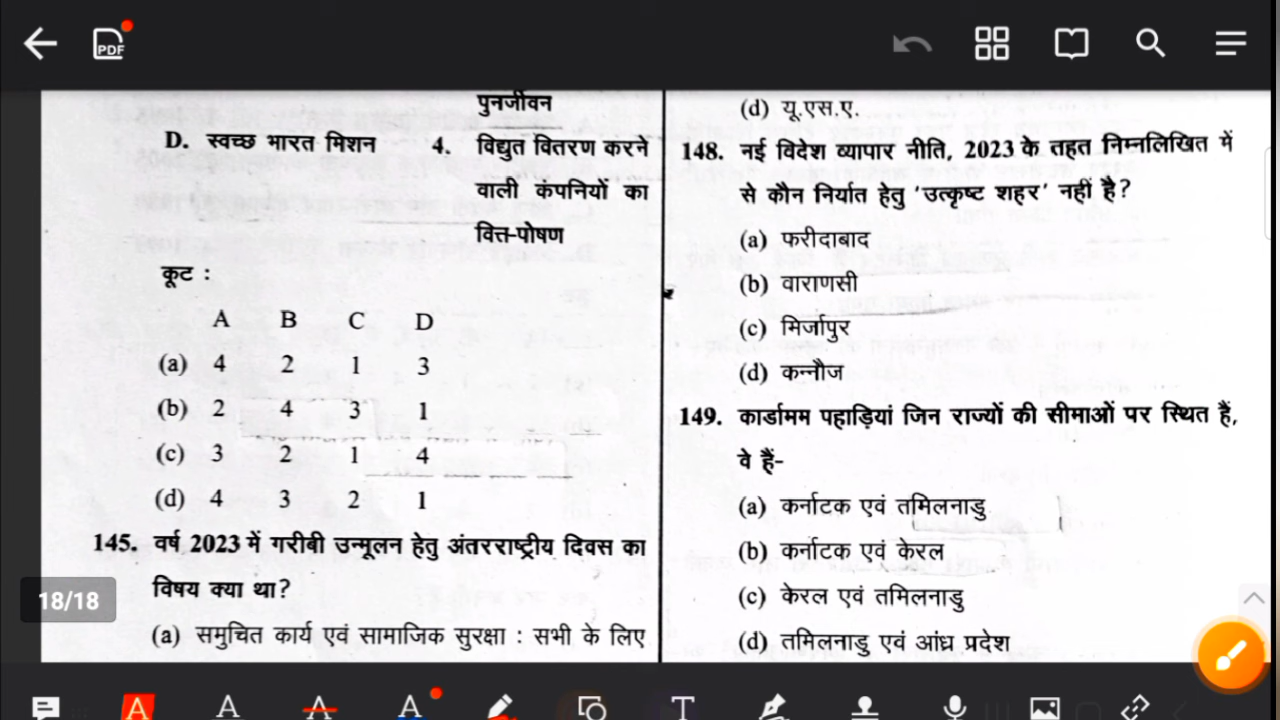 PDF
पुनर्जीवन
D. स्वच्छ भारत मिशन 4. विद्युत वितरण करने
वाली कंपनियों का
वित्त-पोषण
कूट :
A B C D
(a) 4 2 1 3
(b) 2 4 3 1
(c) 3 2 1 4
(d) 4 3 2 1
145. वर्ष 2023 में गरीबी उन्मूलन हेतु अंतरराष्ट्रीय दिवस का
विषय क्या था?
(a) समुचित कार्य एवं सामाजिक सुरक्षा : सभी के लिए
(d) यू.एस.ए.
148. नई विदेश व्यापार नीति, 2023 के तहत निम्नलिखित में
से कौन निर्यात हेतु 'उत्कृष्ट शहर' नहीं है?
(a) फरीदाबाद
(b) वाराणसी
(c) मिर्जापुर
(d) कन्नौज
149. कार्डामम पहाड़ियां जिन राज्यों की सीमाओं पर स्थित हैं,
वे हैं-
(a) कर्नाटक एवं तमिलनाडु
(b) कर्नाटक एवं केरल
(c) केरल एवं तमिलनाडु
(d) तमिलनाडु एवं आंध्र प्रदेश
18/18
A A A A T